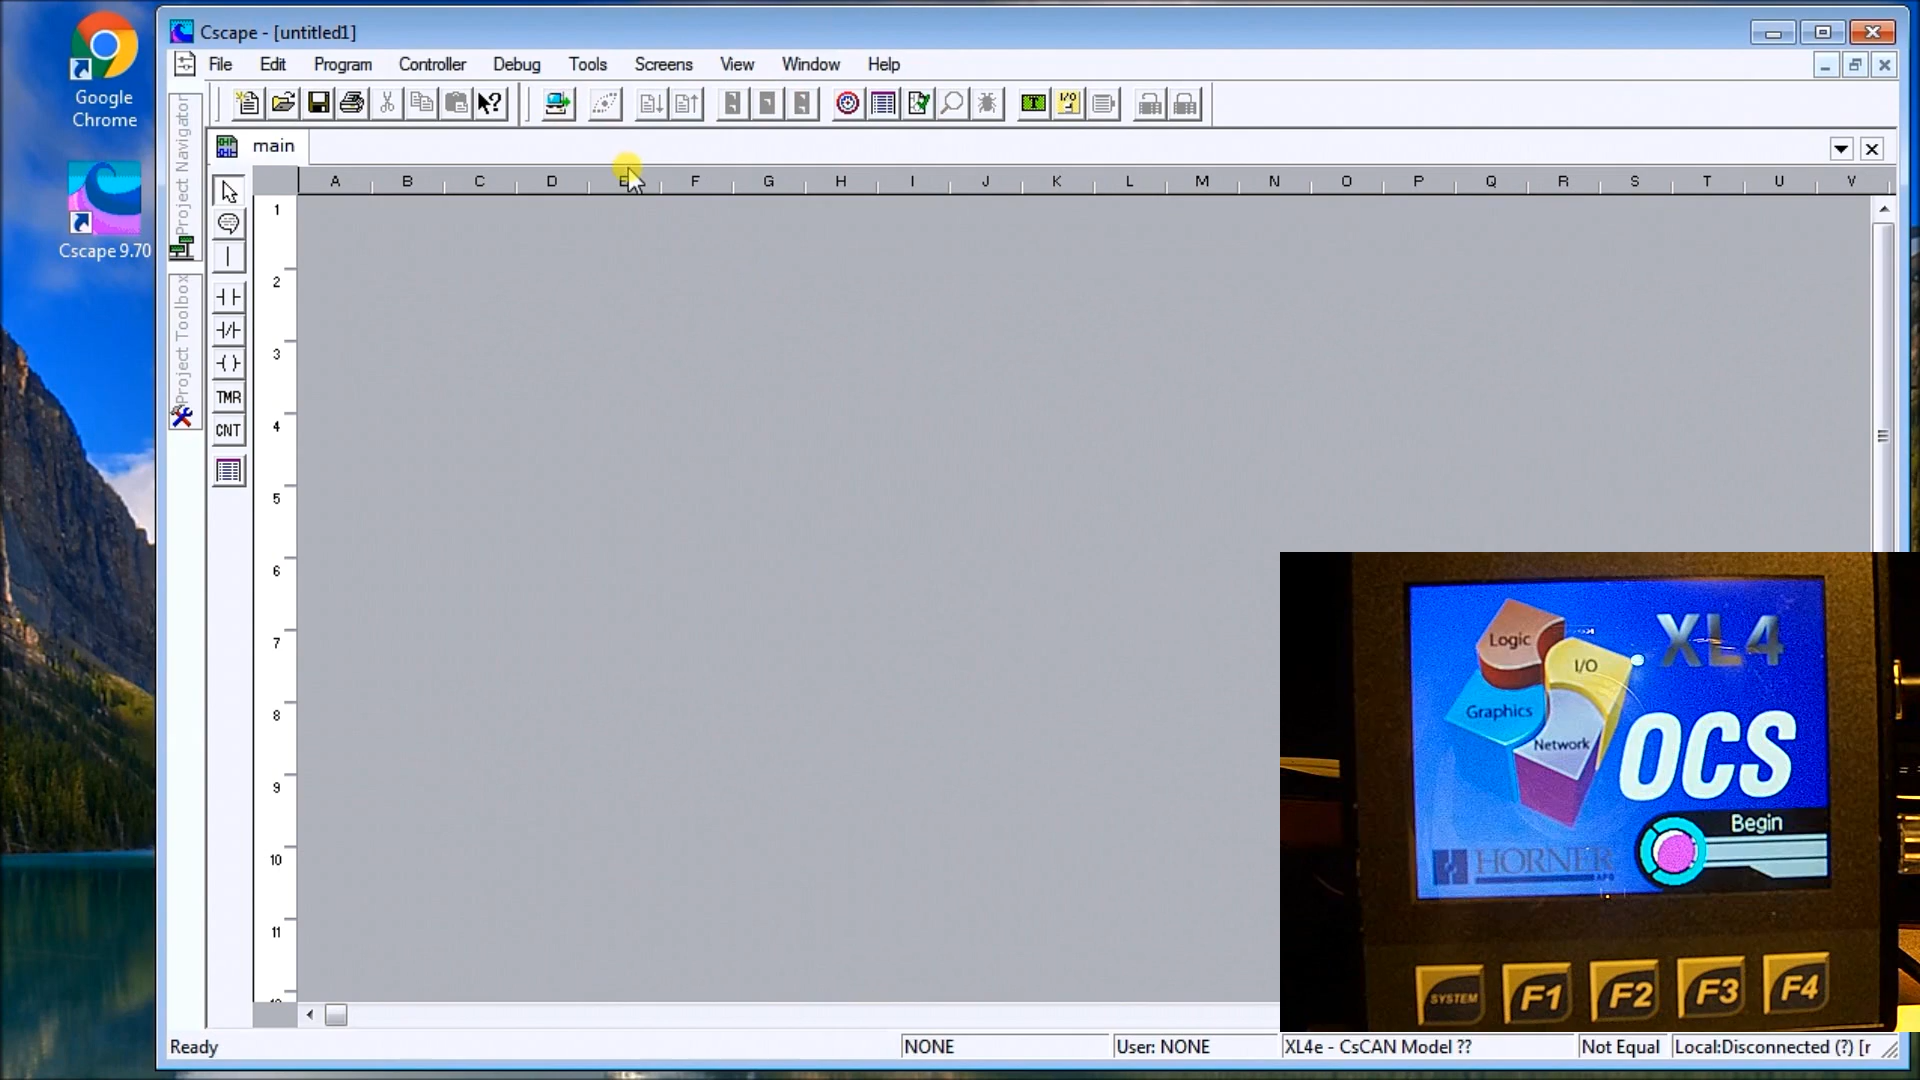 Google
Chrome
Cscape 9.70
Cscape - [untitled1]
File Edit Program Controller Debug Tools Screens View Window Help
T I/O
main
Project Navigator
Project Toolbox
A B C D E F G H I J K L M N O P Q R S T U V
1
2
3
4
5
6
7
8
9
10
11
TMR
CNT
Logic
I/O
Graphics
Network
XL4
OCS
Begin
HORNER
APG
SYSTEM F1 F2 F3 F4
Ready NONE User: NONE XL4e - CsCAN Model ?? Not Equal Local:Disconnected (?) [r